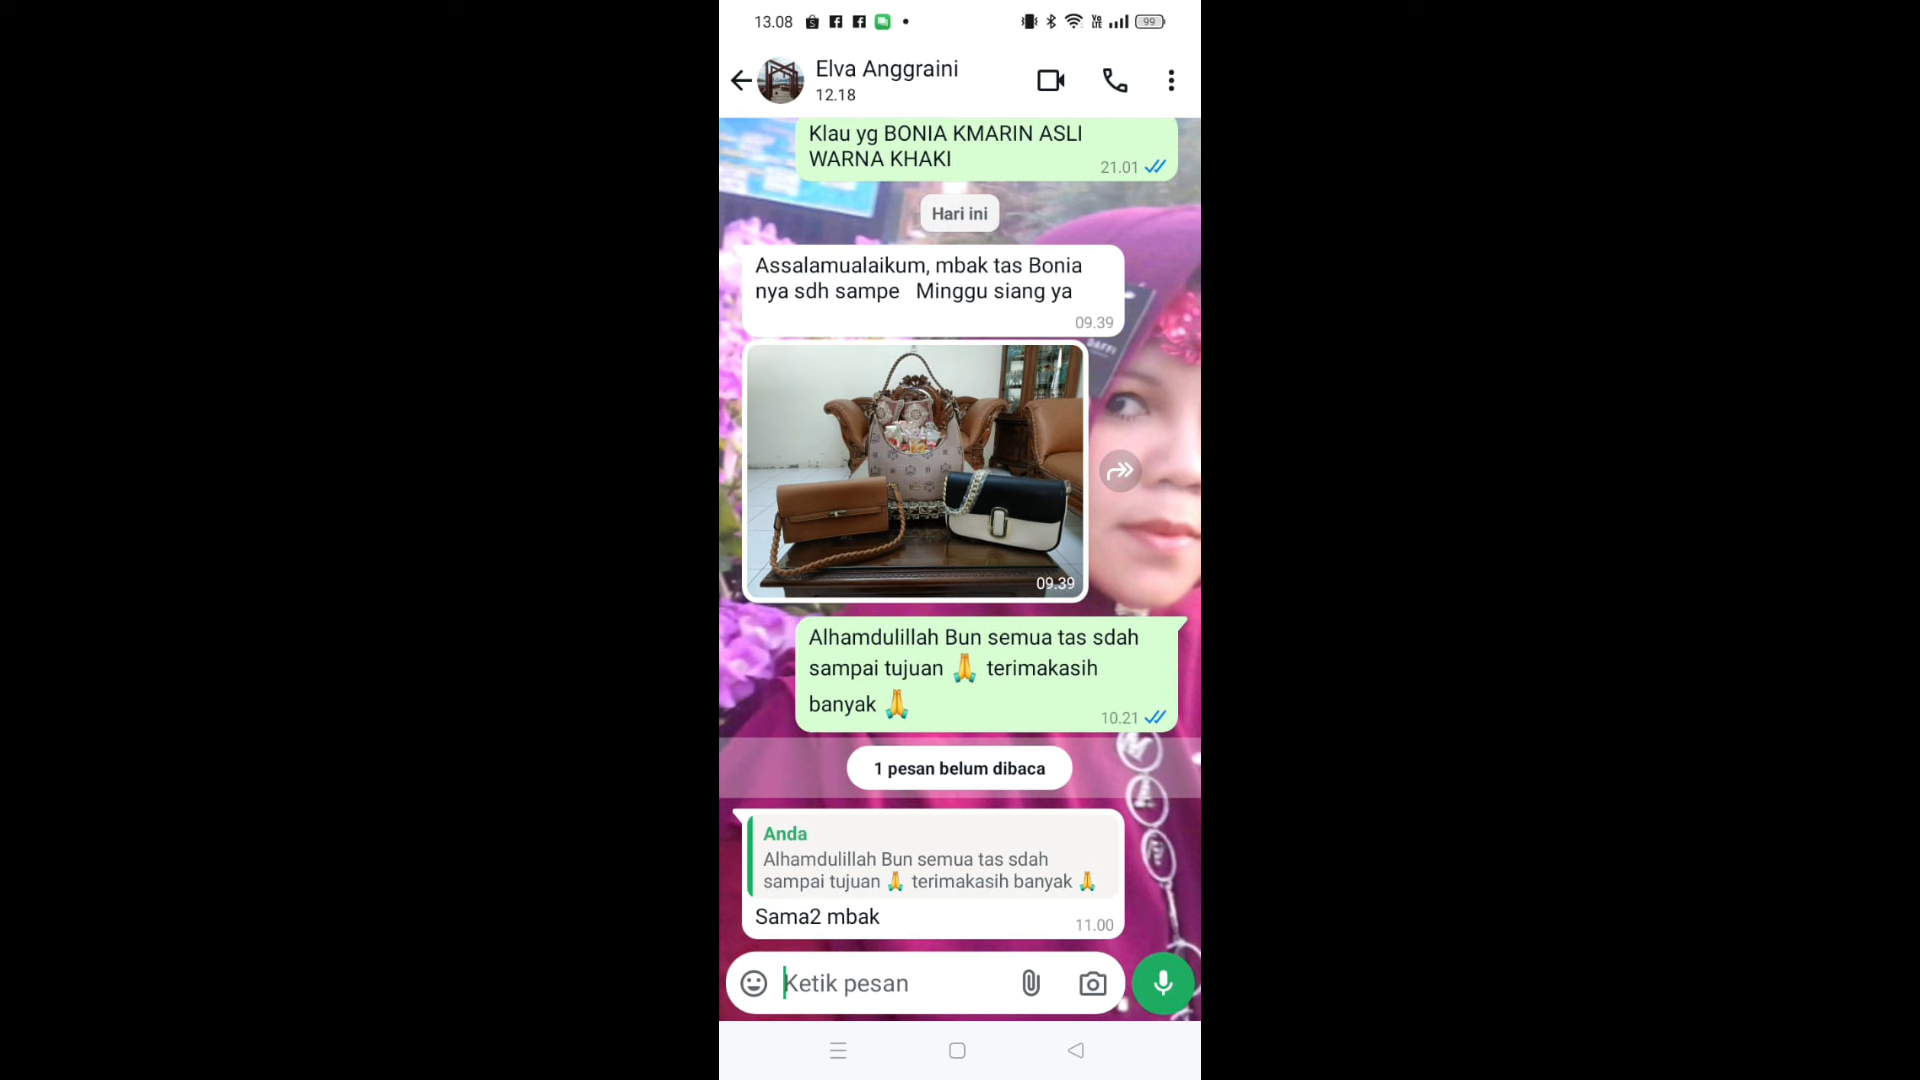 13.08
99
Elva Anggraini
12.18
Klau yg BONIA KMARIN ASLI
WARNA KHAKI
21.01
Hari ini
Assalamualaikum, mbak tas Bonia
nya sdh sampe Minggu siang ya
09.39
09.39
Alhamdulillah Bun semua tas sdah
sampai tujuan 🙏 terimakasih
banyak 🙏
10.21
1 pesan belum dibaca
Anda
Alhamdulillah Bun semua tas sdah
sampai tujuan 🙏 terimakasih banyak 🙏
Sama2 mbak
11.00
Ketik pesan